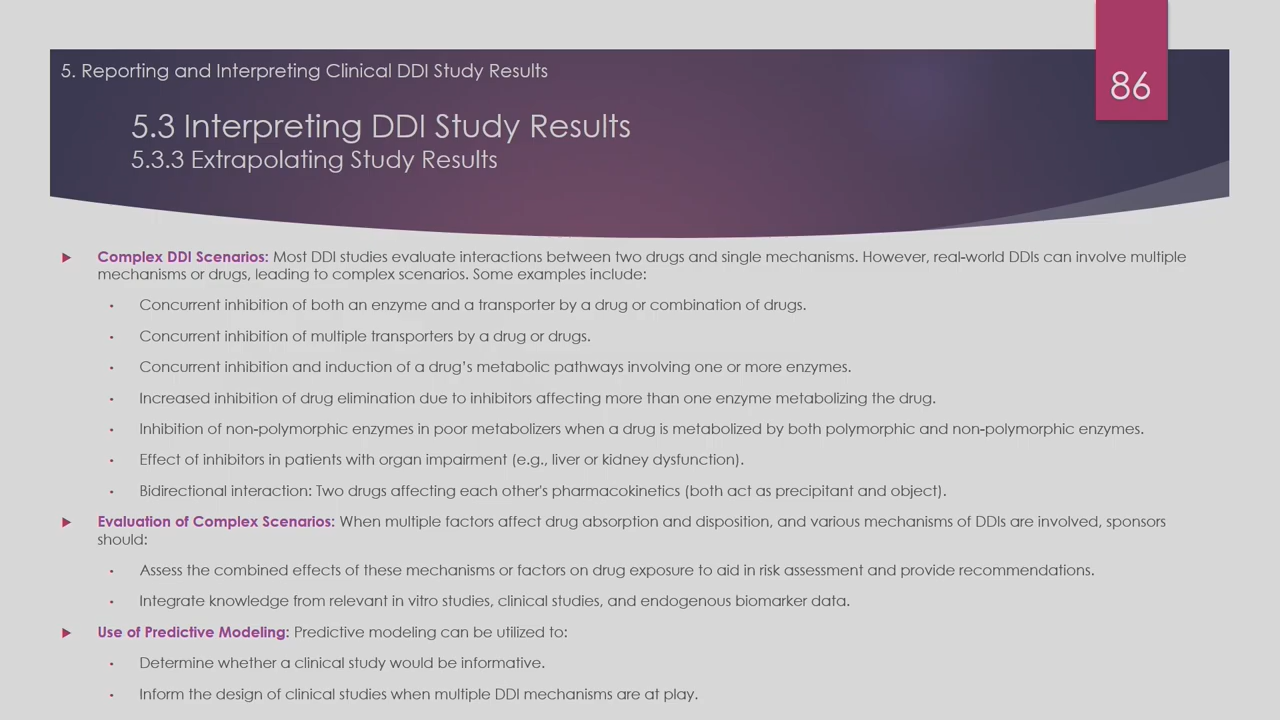 5. Reporting and Interpreting Clinical DDI Study Results
86
5.3 Interpreting DDI Study Results
5.3.3 Extrapolating Study Results
Complex DDI Scenarios: Most DDI studies evaluate interactions between two drugs and single mechanisms. However, real-world DDIs can involve multiple
mechanisms or drugs, leading to complex scenarios. Some examples include:
• Concurrent inhibition of both an enzyme and a transporter by a drug or combination of drugs.
• Concurrent inhibition of multiple transporters by a drug or drugs.
• Concurrent inhibition and induction of a drug’s metabolic pathways involving one or more enzymes.
• Increased inhibition of drug elimination due to inhibitors affecting more than one enzyme metabolizing the drug.
• Inhibition of non-polymorphic enzymes in poor metabolizers when a drug is metabolized by both polymorphic and non-polymorphic enzymes.
• Effect of inhibitors in patients with organ impairment (e.g., liver or kidney dysfunction).
• Bidirectional interaction: Two drugs affecting each other's pharmacokinetics (both act as precipitant and object).
Evaluation of Complex Scenarios: When multiple factors affect drug absorption and disposition, and various mechanisms of DDIs are involved, sponsors
should:
• Assess the combined effects of these mechanisms or factors on drug exposure to aid in risk assessment and provide recommendations.
• Integrate knowledge from relevant in vitro studies, clinical studies, and endogenous biomarker data.
Use of Predictive Modeling: Predictive modeling can be utilized to:
• Determine whether a clinical study would be informative.
• Inform the design of clinical studies when multiple DDI mechanisms are at play.